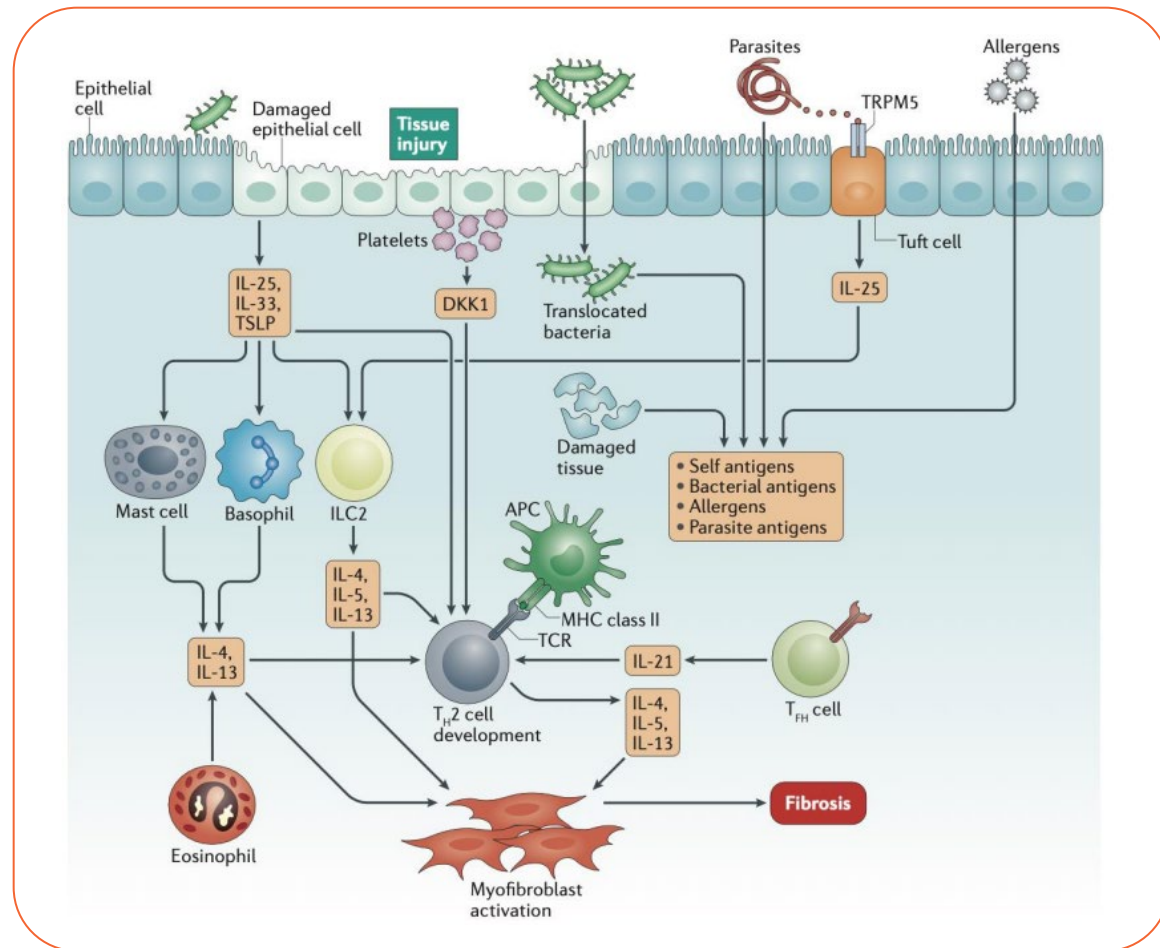 Parasites
Allergens
Epithelial
cell
Damaged
epithelial cell
Tissue
injury
TRPM5
Platelets
Tuft cell
IL-25,
IL-33,
TSLP
DKK1
Translocated
bacteria
IL-25
Damaged
tissue
• Self antigens
• Bacterial antigens
• Allergens
• Parasite antigens
Mast cell
Basophil
ILC2
APC
IL-4,
IL-5,
IL-13
MHC class II
TCR
IL-4,
IL-13
IL-21
TH2 cell
development
IL-4,
IL-5,
IL-13
TFH cell
Eosinophil
Fibrosis
Myofibroblast
activation